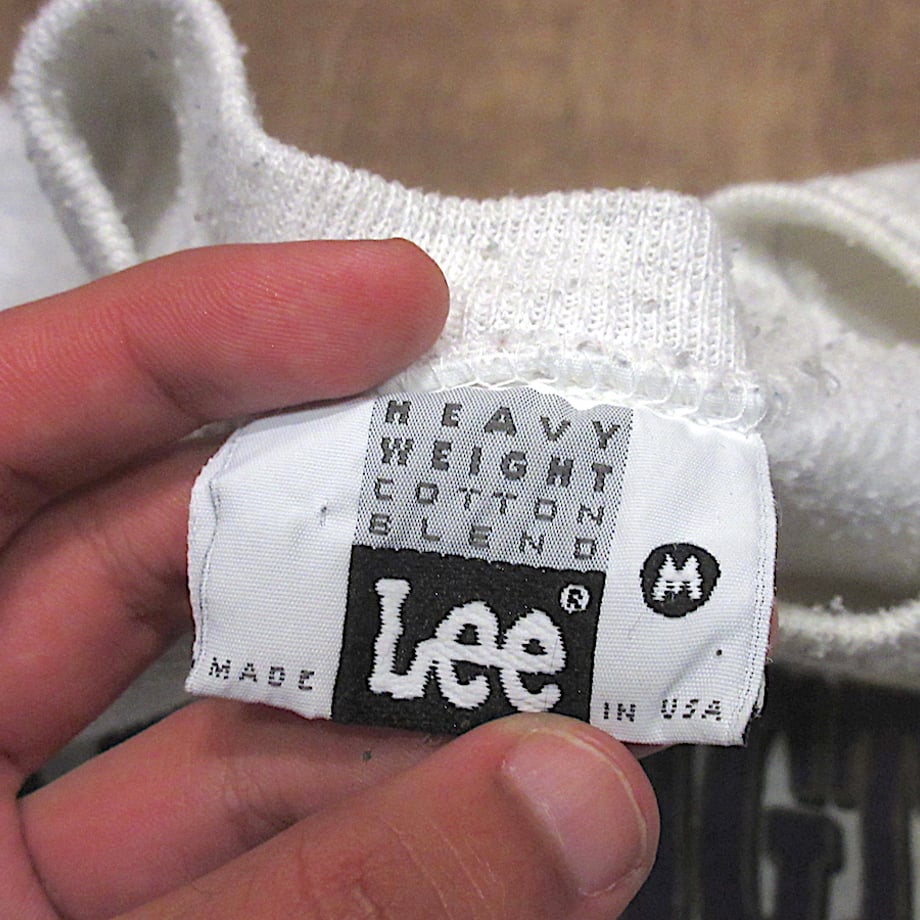 HEAVY
WEIGHT
COTTON
BLEND
M
Lee®
MADE IN USA